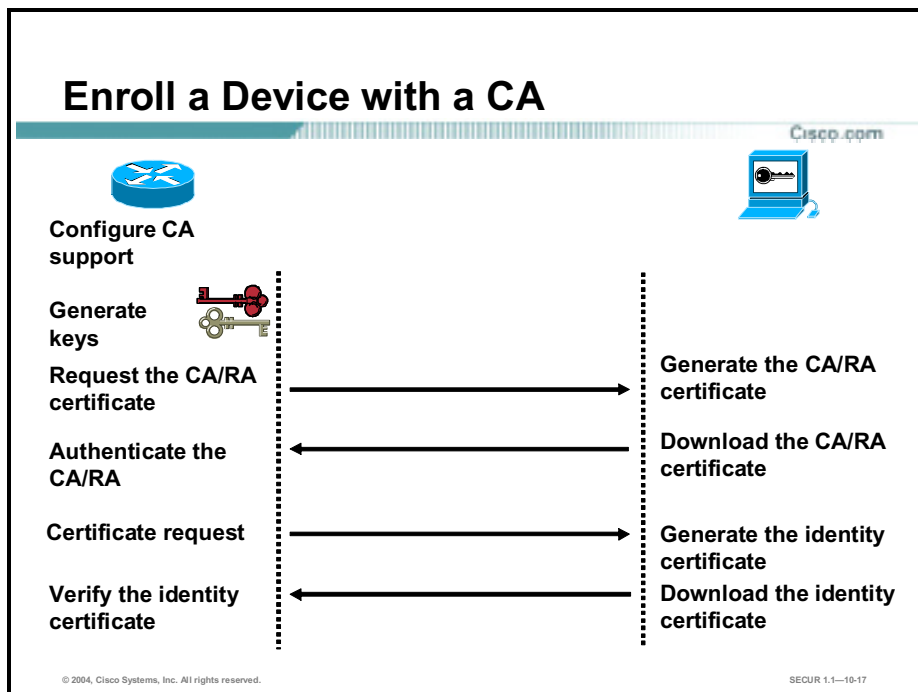 Enroll a Device with a CA
Cisco.com
Configure CA
support
Generate
keys
Request the CA/RA
certificate
Generate the CA/RA
certificate
Authenticate the
CA/RA
Download the CA/RA
certificate
Certificate request
Generate the identity
certificate
Verify the identity
certificate
Download the identity
certificate
© 2004, Cisco Systems, Inc. All rights reserved.
SECUR 1.1—10-17